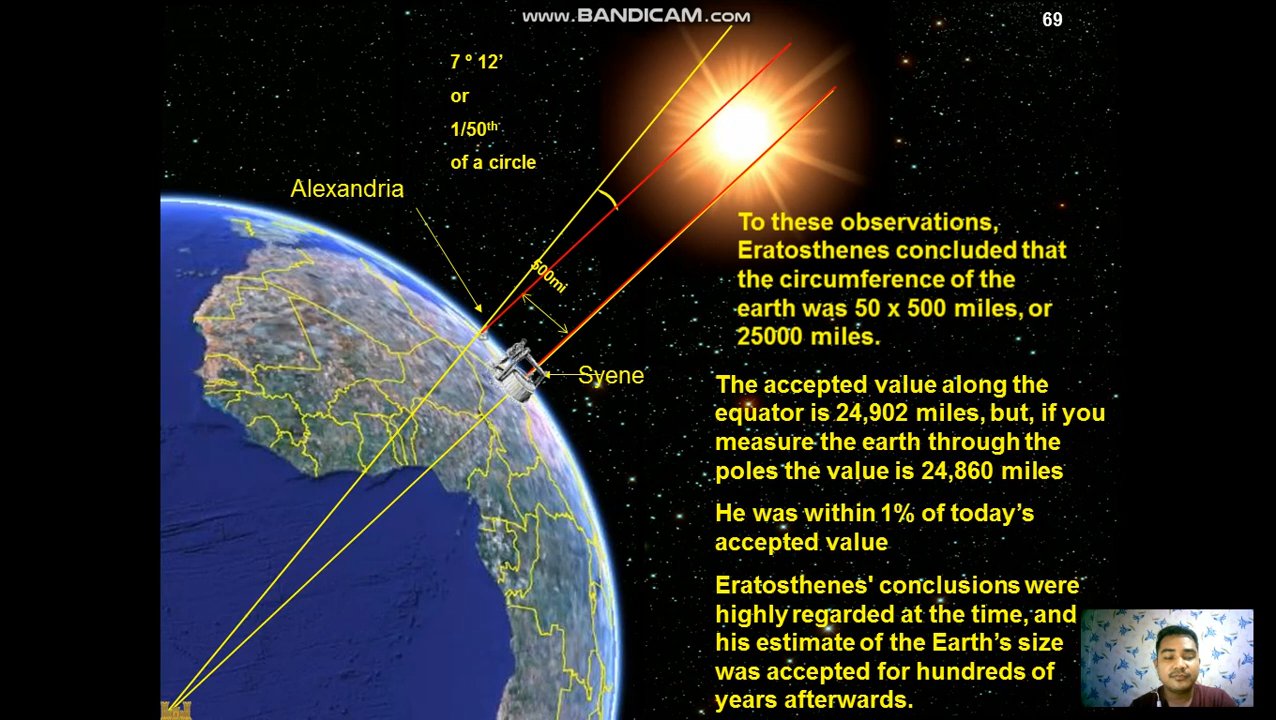 www.BANDICAM.com
69
7 ° 12’
or
1/50th
of a circle
Alexandria
500mi
Syene
To these observations,
Eratosthenes concluded that
the circumference of the
earth was 50 x 500 miles, or
25000 miles.
The accepted value along the
equator is 24,902 miles, but, if you
measure the earth through the
poles the value is 24,860 miles
He was within 1% of today’s
accepted value
Eratosthenes' conclusions were
highly regarded at the time, and
his estimate of the Earth’s size
was accepted for hundreds of
years afterwards.